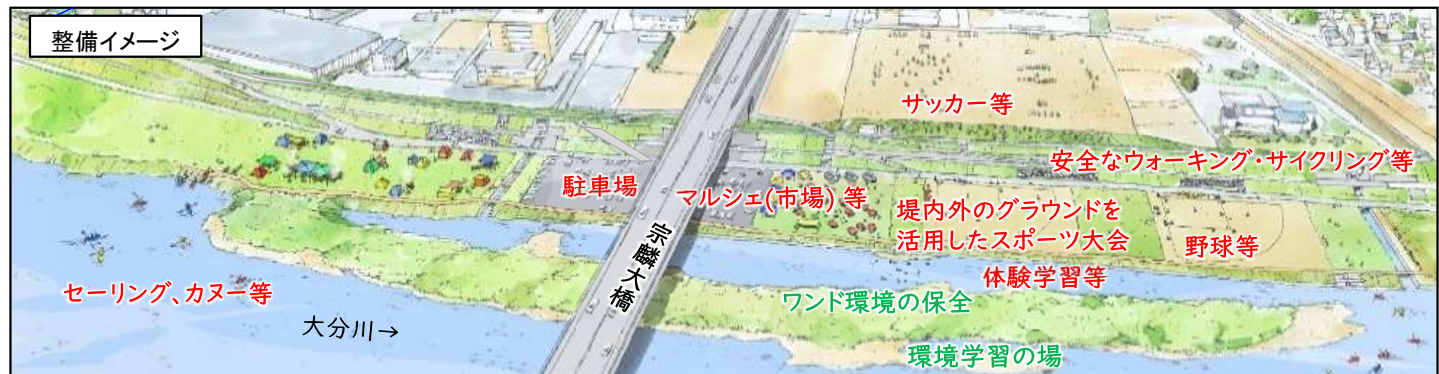 整備イメージ
サッカー等
安全なウォーキング・サイクリング等
駐車場
マルシェ(市場) 等
堤内外のグラウンドを
活用したスポーツ大会
野球等
宗麟大橋
体験学習等
セーリング、カヌー等
ワンド環境の保全
大分川→
環境学習の場